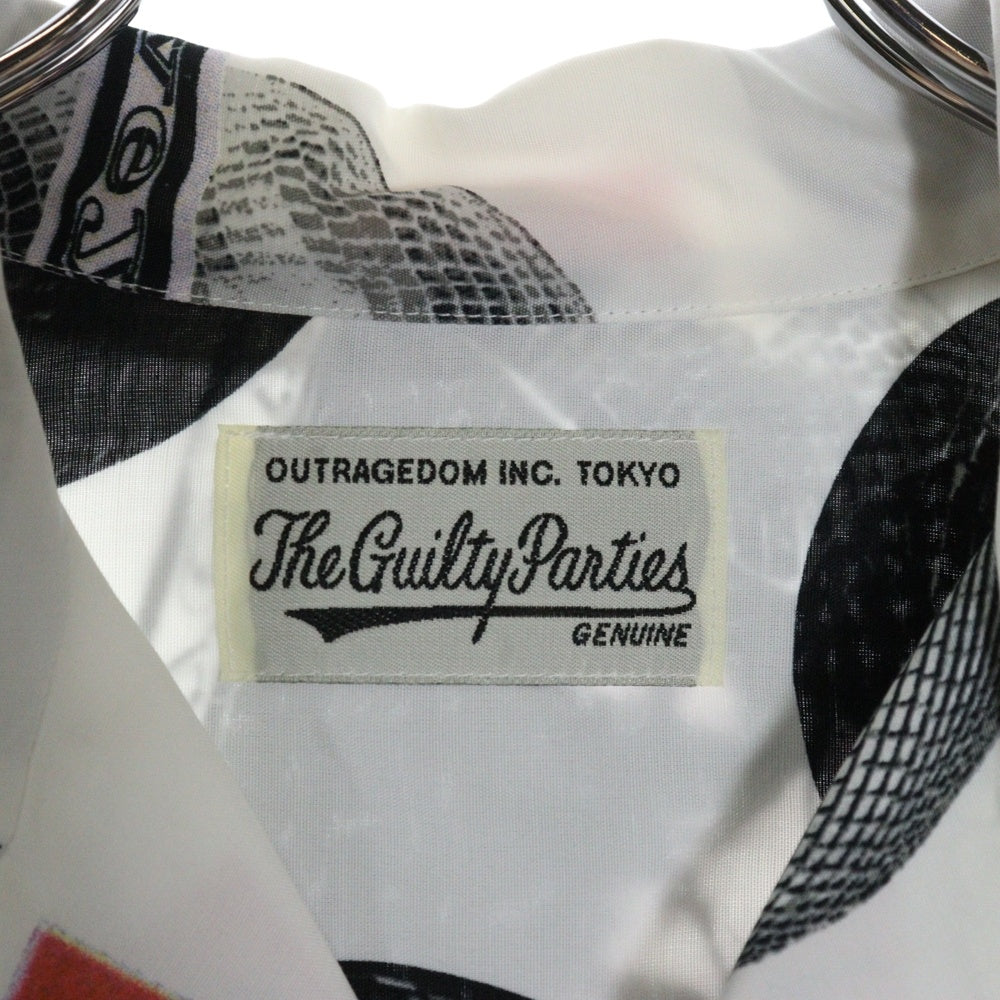 OUTRAGEDOM INC. TOKYO
The Guilty Parties
GENUINE